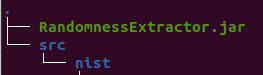 .
├── RandomnessExtractor.jar
└── src
    └── nist